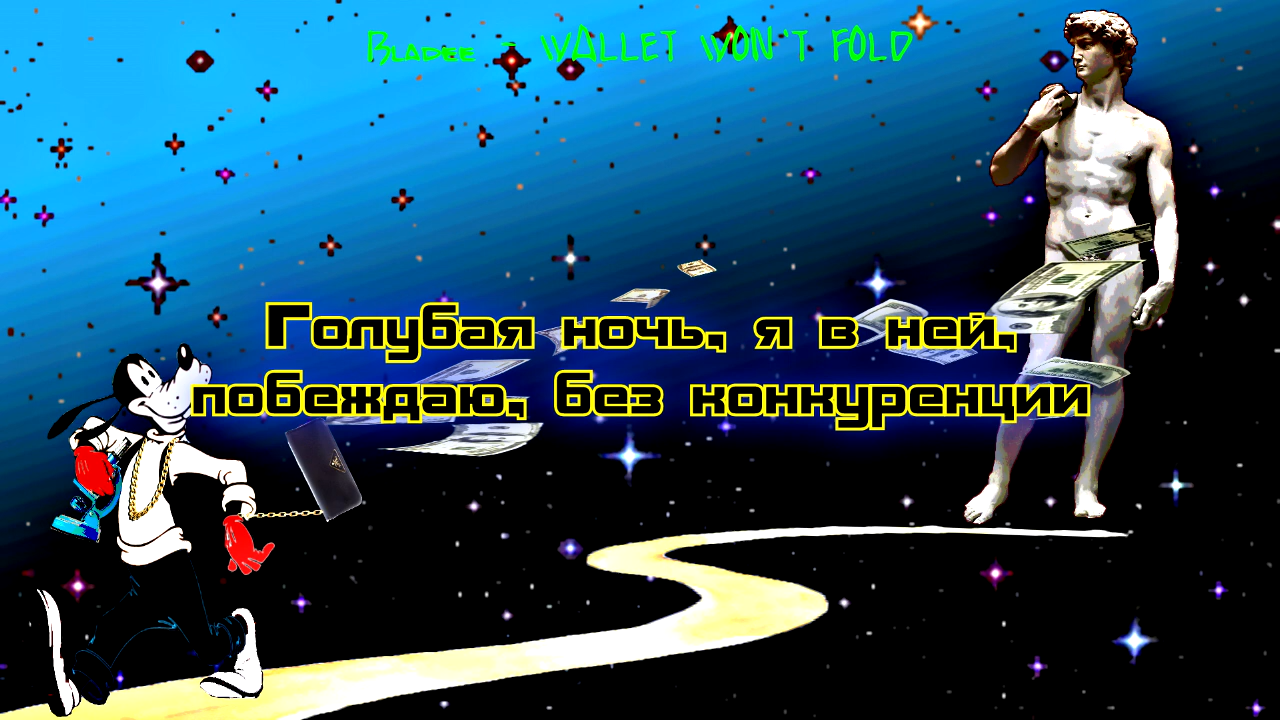 Bladee - WALLET WON'T FOLD
Голубая ночь, я в ней,
побеждаю, без конкуренции